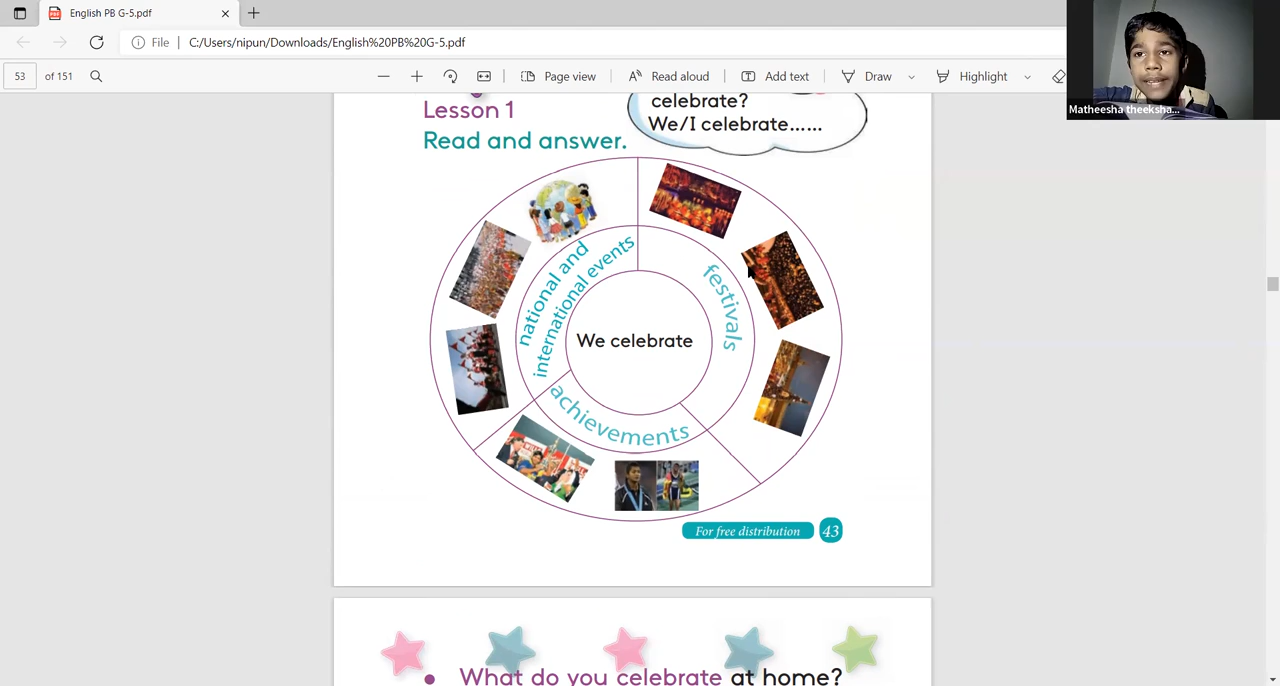 English PB G-5.pdf
File | C:/Users/nipun/Downloads/English%20PB%20G-5.pdf
53 of 151
Page view
Read aloud
Add text
Draw
Highlight
Matheesha theeksha...
Lesson 1
celebrate?
We/I celebrate......
Read and answer.
national and
international events
festivals
We celebrate
achievements
For free distribution 43
• What do you celebrate at home?